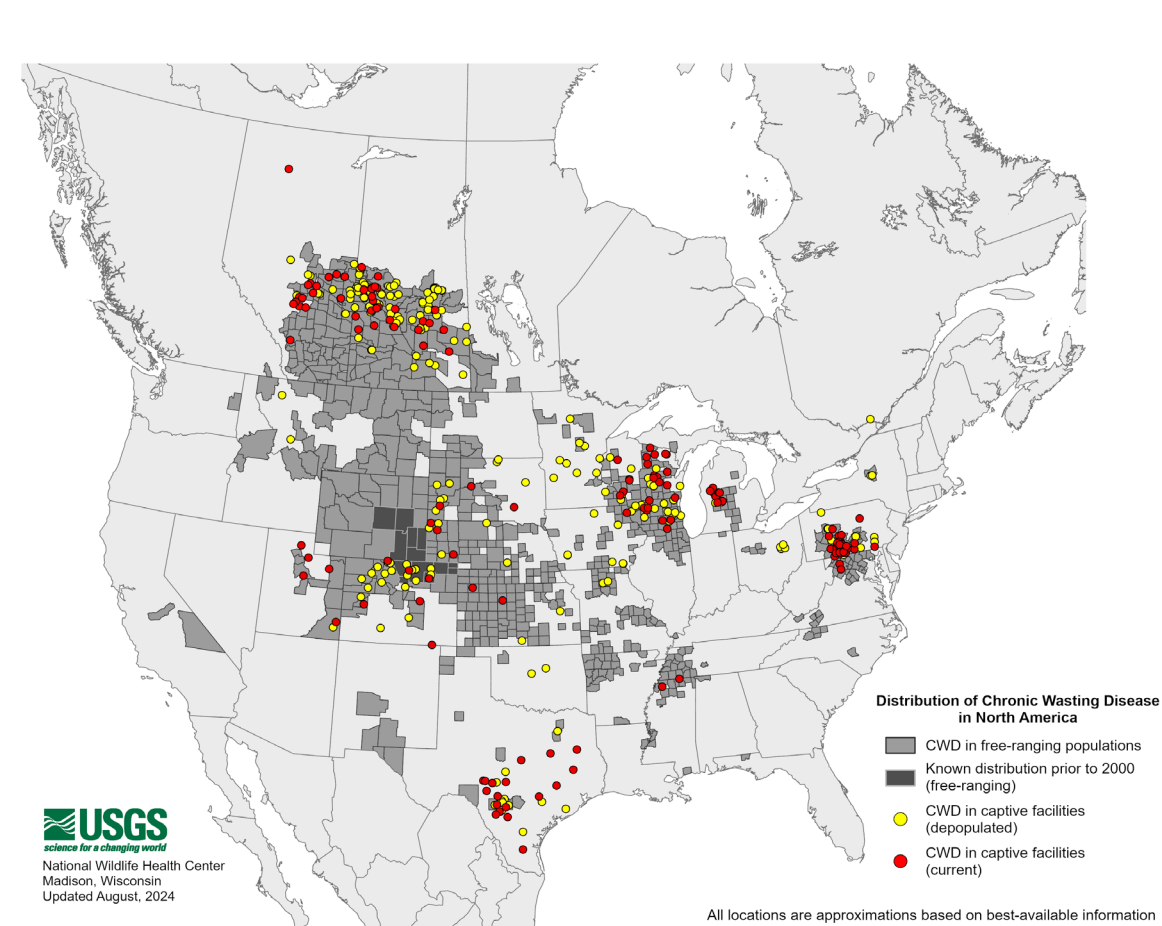 Distribution of Chronic Wasting Disease
in North America
CWD in free-ranging populations
Known distribution prior to 2000
(free-ranging)
CWD in captive facilities
(depopulated)
CWD in captive facilities
(current)
USGS
science for a changing world
National Wildlife Health Center
Madison, Wisconsin
Updated August, 2024
All locations are approximations based on best-available information